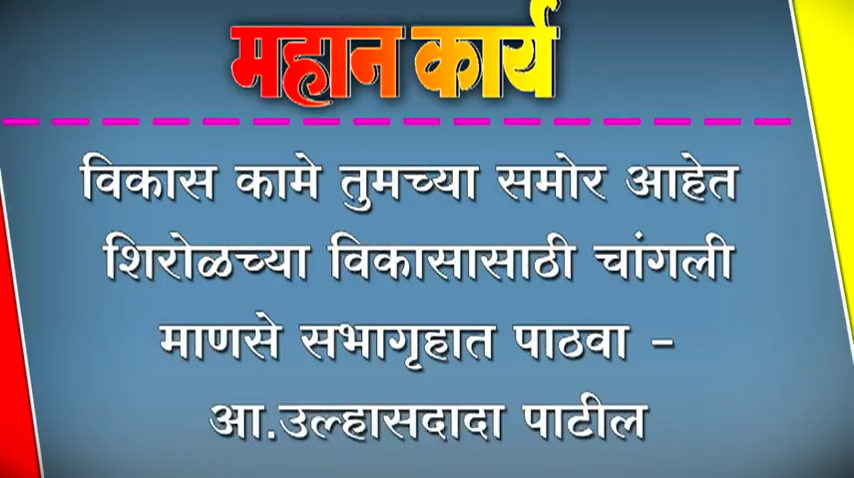 महान कार्य
विकास कामे तुमच्या समोर आहेत
शिरोळच्या विकासासाठी चांगली
माणसे सभागृहात पाठवा -
आ.उल्हासदादा पाटील